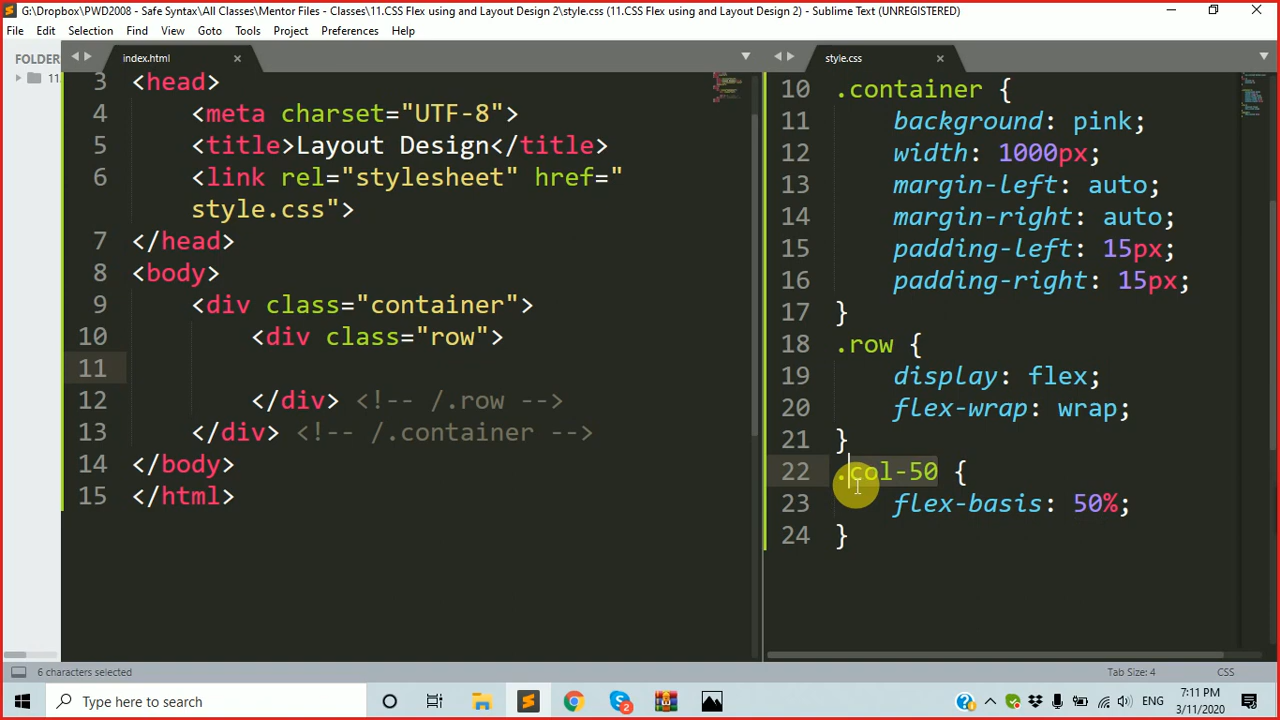 G:\Dropbox\PWD2008 - Safe Syntax\All Classes\Mentor Files - Classes\11.CSS Flex using and Layout Design 2\style.css (11.CSS Flex using and Layout Design 2) - Sublime Text (UNREGISTERED)
File Edit Selection Find View Goto Tools Project Preferences Help
FOLDER
11
index.html
3 <head>
4 <meta charset="UTF-8">
5 <title>Layout Design</title>
6 <link rel="stylesheet" href="
style.css">
7 </head>
8 <body>
9 <div class="container">
10 <div class="row">
11
12 </div> <!-- /.row -->
13 </div> <!-- /.container -->
14 </body>
15 </html>
style.css
10 .container {
11 background: pink;
12 width: 1000px;
13 margin-left: auto;
14 margin-right: auto;
15 padding-left: 15px;
16 padding-right: 15px;
17 }
18 .row {
19 display: flex;
20 flex-wrap: wrap;
21 }
22 .col-50 {
23 flex-basis: 50%;
24 }
6 characters selected
Tab Size: 4 CSS
Type here to search
2
ENG
7:11 PM
3/11/2020